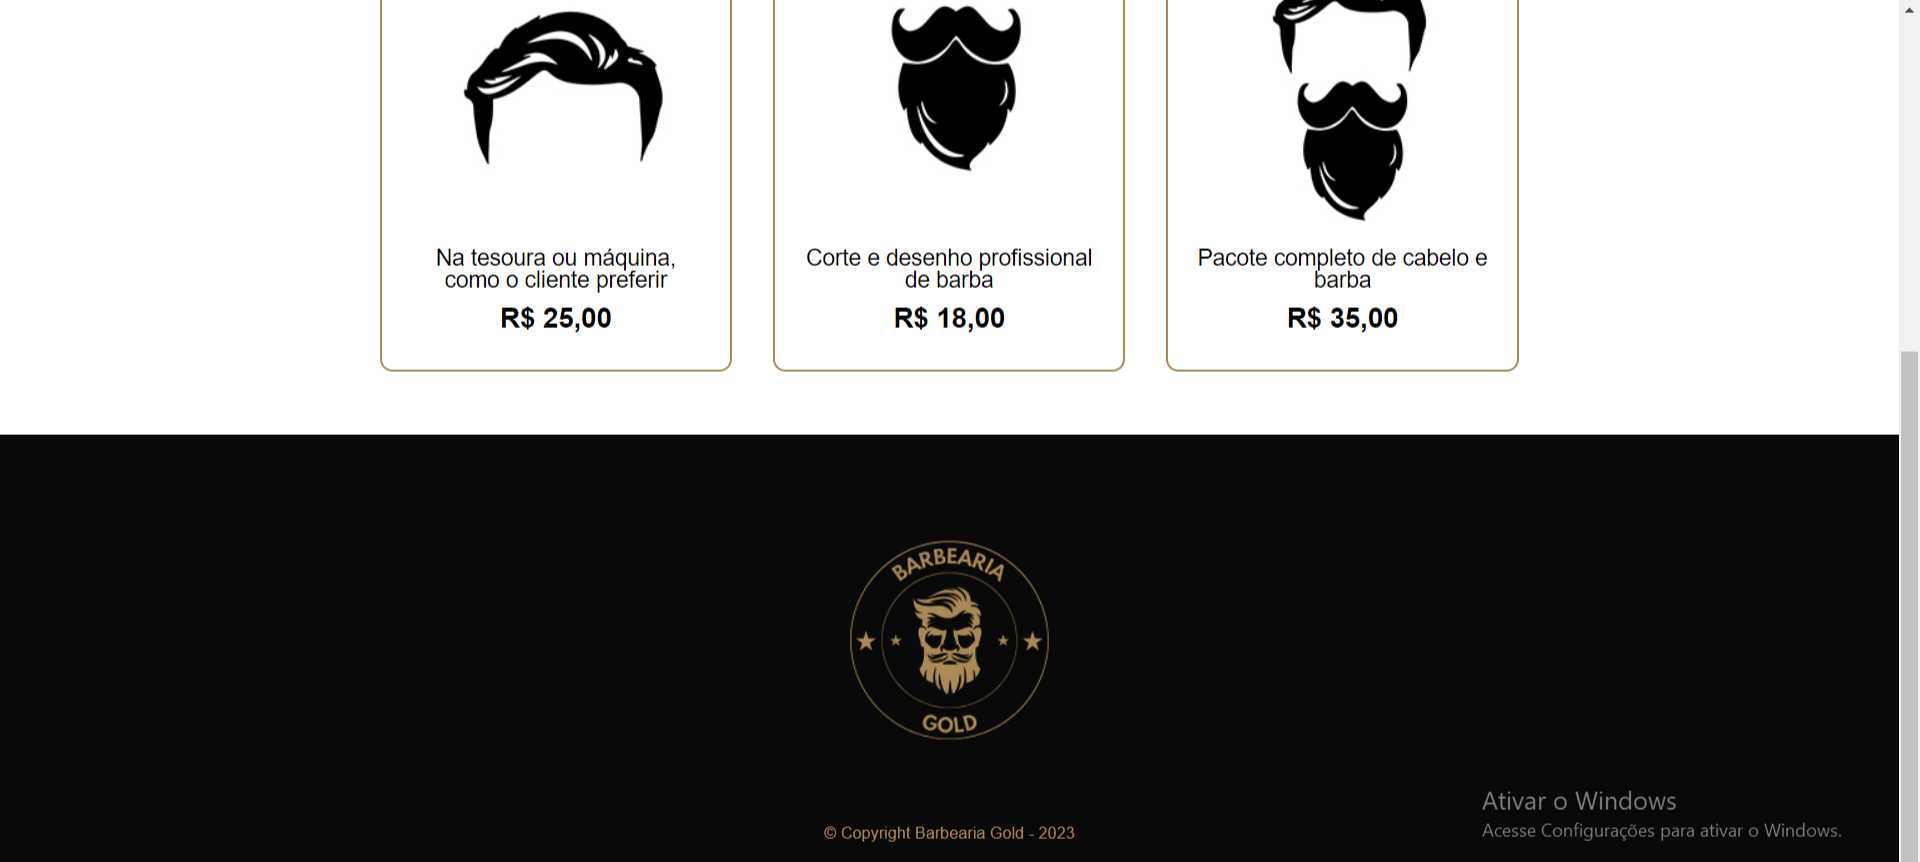 Na tesoura ou máquina,
como o cliente preferir
R$ 25,00
Corte e desenho profissional
de barba
R$ 18,00
Pacote completo de cabelo e
barba
R$ 35,00
BARBEARIA
GOLD
© Copyright Barbearia Gold - 2023
Ativar o Windows
Acesse Configurações para ativar o Windows.